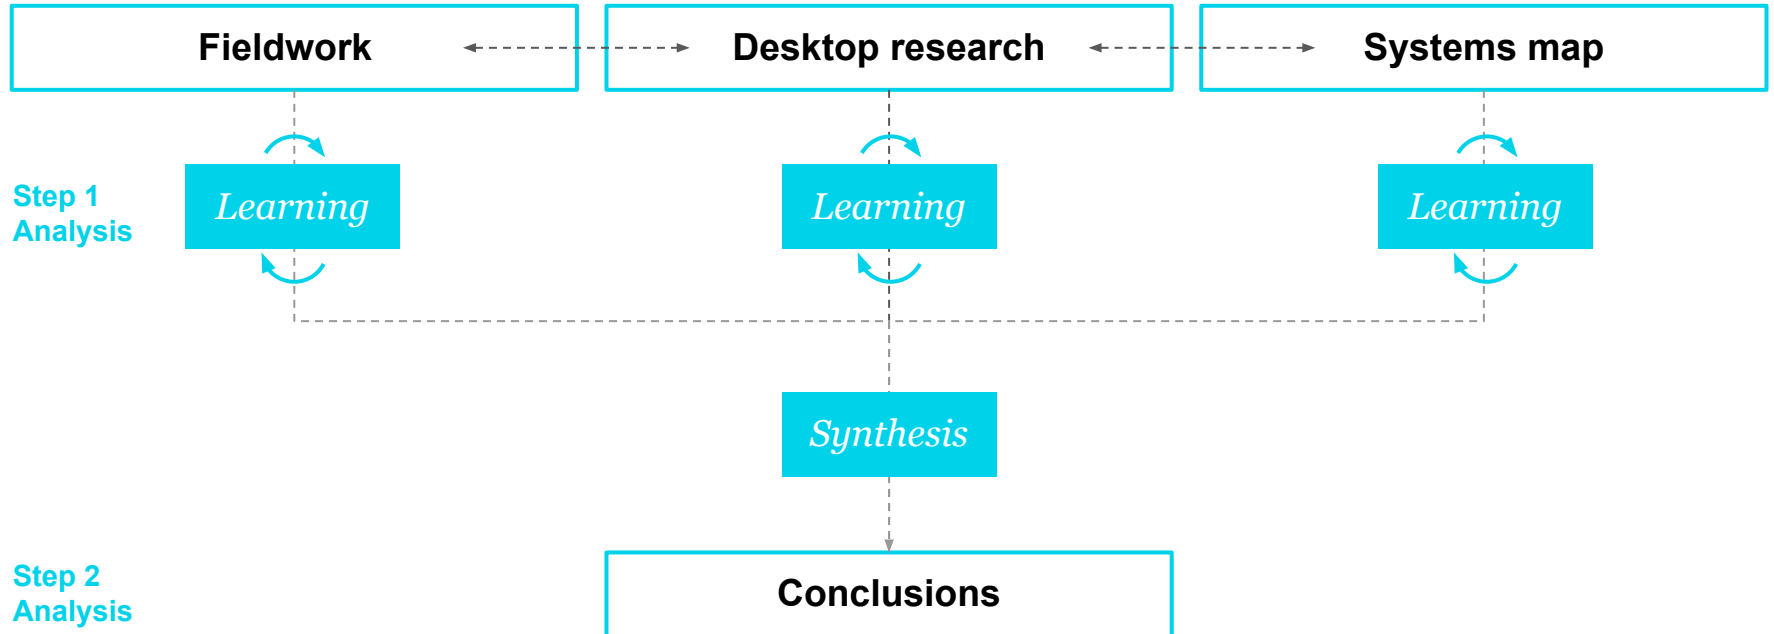 Fieldwork
Desktop research
Systems map
Step 1
Analysis
Learning
Learning
Learning
Synthesis
Step 2
Analysis
Conclusions